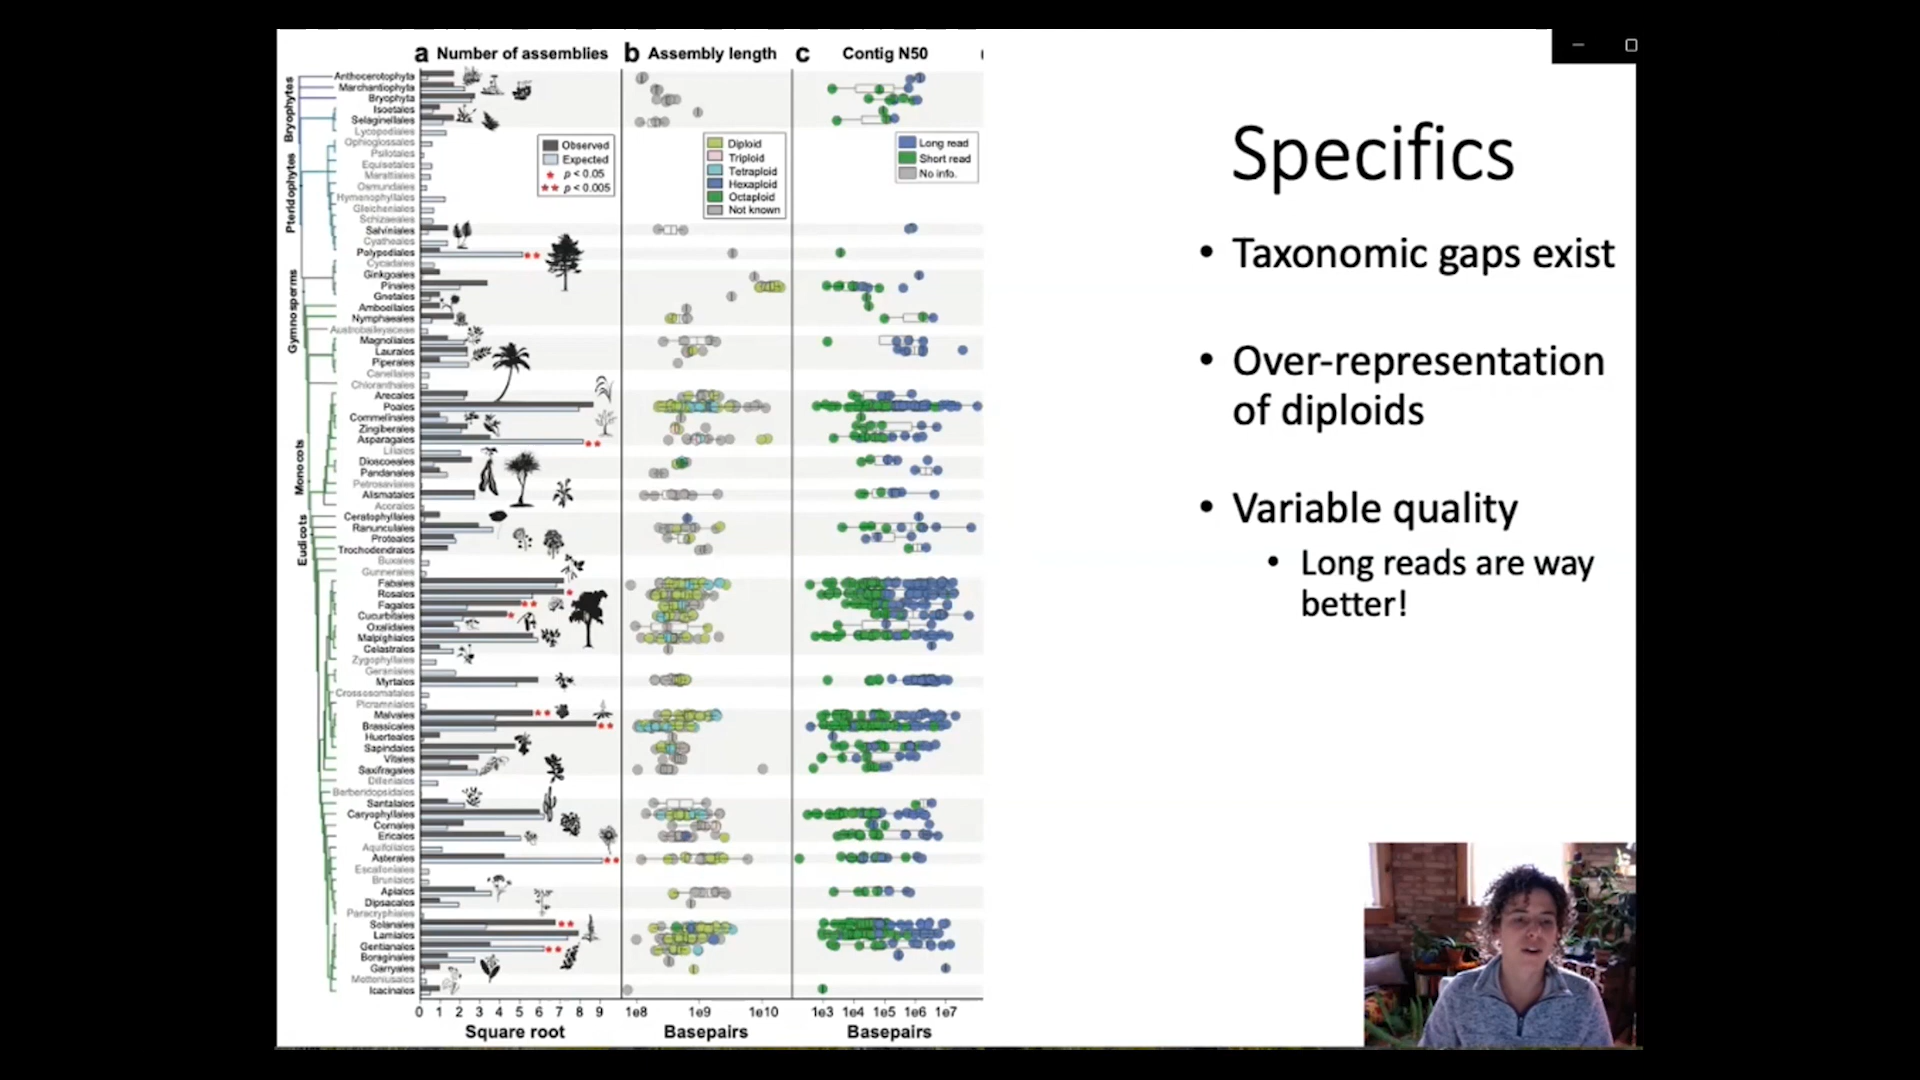 a Number of assemblies
b Assembly length
c Contig N50
Bryophytes
Pteridophytes
Gymnosperms
Monocots
Eudicots
Anthocerotophyta
Marchantiophyta
Bryophyta
Isoetales
Selaginellales
Lycopodiales
Ophioglossales
Psilotales
Equisetales
Marattiales
Osmundales
Hymenophyllales
Gleicheniales
Schizaeales
Salviniales
Cyatheales
Polypodiales
Cycadales
Ginkgoales
Pinales
Gnetales
Amborellales
Nymphaeales
Austrobaileyaceae
Magnoliales
Laurales
Piperales
Canellales
Chloranthales
Arecales
Poales
Commelinales
Zingiberales
Asparagales
Liliales
Dioscoeales
Pandanales
Petrosaviales
Alismatales
Acorales
Ceratophyllales
Ranunculales
Proteales
Trochodendrales
Buxales
Gunnerales
Fabales
Rosales
Fagales
Cucurbitales
Oxalidales
Malpighiales
Celastrales
Zygophyllales
Geraniales
Myrtales
Crossosomatales
Picramniales
Malvales
Brassicales
Huerteales
Sapindales
Vitales
Saxifragales
Dilleniales
Berberidopsidales
Santalales
Caryophyllales
Cornales
Ericales
Aquifoliales
Asterales
Escalloniales
Bruniales
Apiales
Dipsacales
Paracryphiales
Solanales
Lamiales
Gentianales
Boraginales
Garryales
Metteniusales
Icacinales
Observed
Expected
* p < 0.05
** p < 0.005
Diploid
Triploid
Tetraploid
Hexaploid
Octaploid
Not known
Long read
Short read
No info.
0 1 2 3 4 5 6 7 8 9
Square root
1e8 1e9 1e10
Basepairs
1e3 1e4 1e5 1e6 1e7
Basepairs
Specifics
• Taxonomic gaps exist
• Over-representation
of diploids
• Variable quality
• Long reads are way
better!